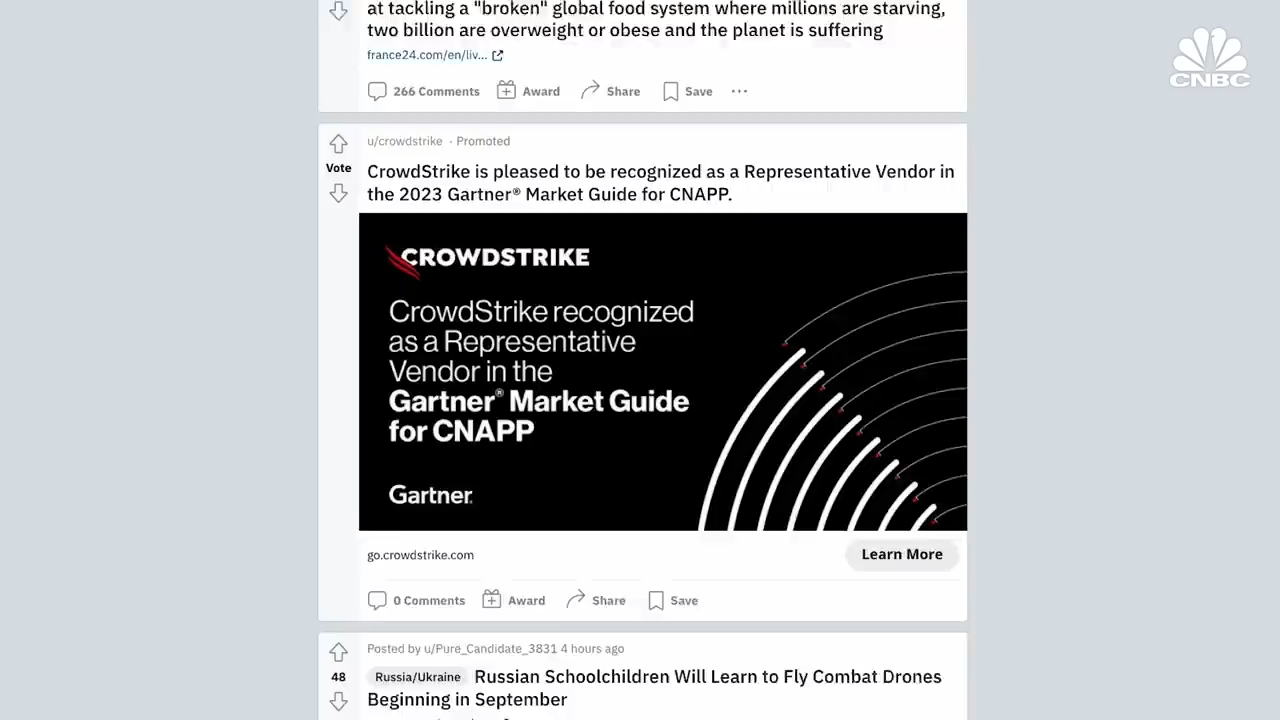 at tackling a "broken" global food system where millions are starving,
two billion are overweight or obese and the planet is suffering
france24.com/en/liv...
266 Comments Award Share Save ...
CNBC
u/crowdstrike · Promoted
Vote
CrowdStrike is pleased to be recognized as a Representative Vendor in
the 2023 Gartner® Market Guide for CNAPP.
CROWDSTRIKE
CrowdStrike recognized
as a Representative
Vendor in the
Gartner® Market Guide
for CNAPP
Gartner
go.crowdstrike.com
Learn More
0 Comments Award Share Save
Posted by u/Pure_Candidate_3831 4 hours ago
48
Russia/Ukraine Russian Schoolchildren Will Learn to Fly Combat Drones
Beginning in September